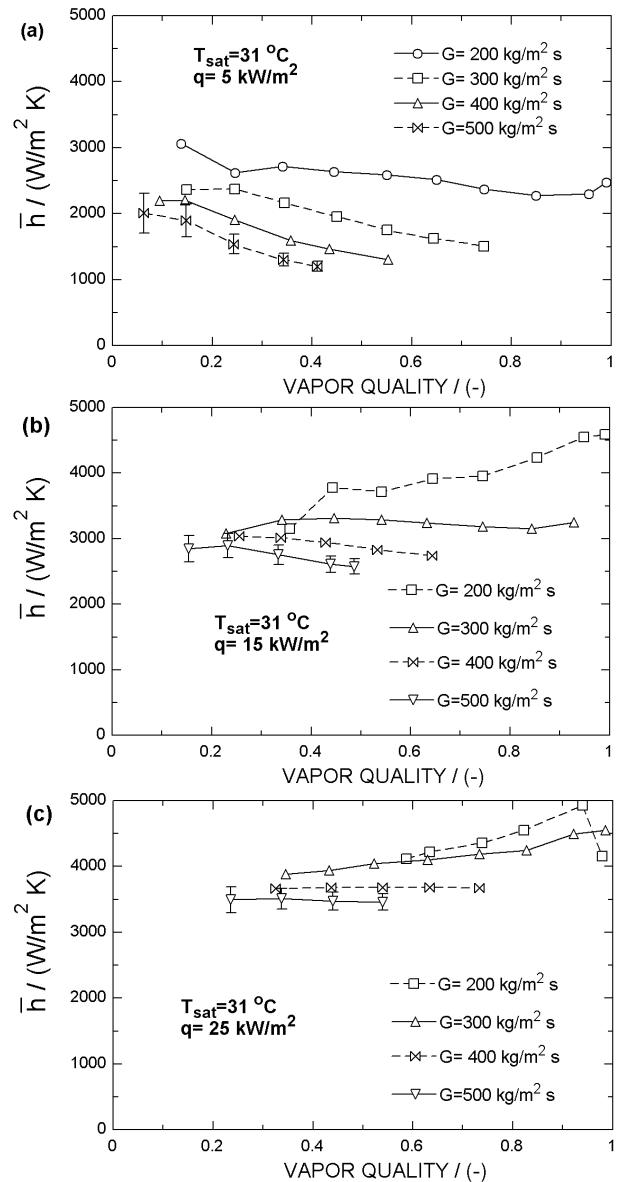 (a)
T_sat=31 °C
q= 5 kW/m²
G= 200 kg/m² s
G= 300 kg/m² s
G= 400 kg/m² s
G=500 kg/m² s
5000
4000
3000
2000
1000
0
h̅ / (W/m² K)
0 0.2 0.4 0.6 0.8 1
VAPOR QUALITY / (-)
(b)
5000
4000
3000
2000
1000
0
h̅ / (W/m² K)
T_sat=31 °C
q= 15 kW/m²
G= 200 kg/m² s
G=300 kg/m² s
G= 400 kg/m² s
G=500 kg/m² s
0 0.2 0.4 0.6 0.8 1
VAPOR QUALITY / (-)
(c)
5000
4000
3000
2000
1000
0
h̅ / (W/m² K)
T_sat=31 °C
q= 25 kW/m²
G= 200 kg/m² s
G=300 kg/m² s
G= 400 kg/m² s
G=500 kg/m² s
0 0.2 0.4 0.6 0.8 1
VAPOR QUALITY / (-)